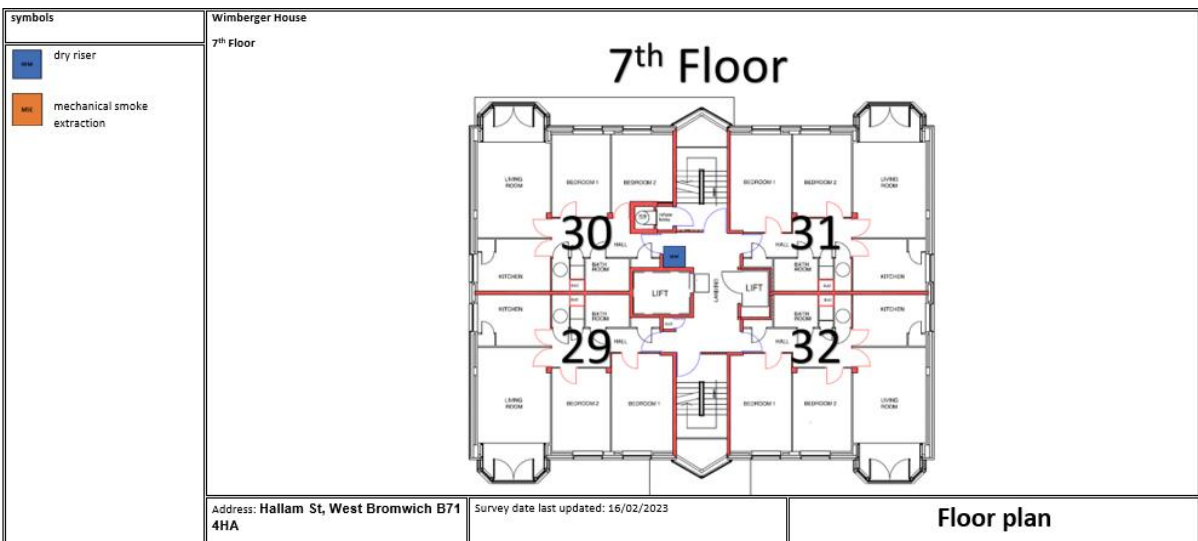 symbols
dry riser
MSE
mechanical smoke
extraction
Wimberger House
7th Floor
7th Floor
LIVING
ROOM
BEDROOM 1
BEDROOM 2
BEDROOM 1
BEDROOM 2
LIVING
ROOM
30
HALL
31
HALL
KITCHEN
BATH
ROOM
BATH
ROOM
KITCHEN
LIFT
LANDING
LIFT
KITCHEN
BATH
ROOM
BATH
ROOM
KITCHEN
29
HALL
HALL
32
LIVING
ROOM
BEDROOM 2
BEDROOM 1
BEDROOM 1
BEDROOM 2
LIVING
ROOM
Address: Hallam St, West Bromwich B71
4HA
Survey date last updated: 16/02/2023
Floor plan